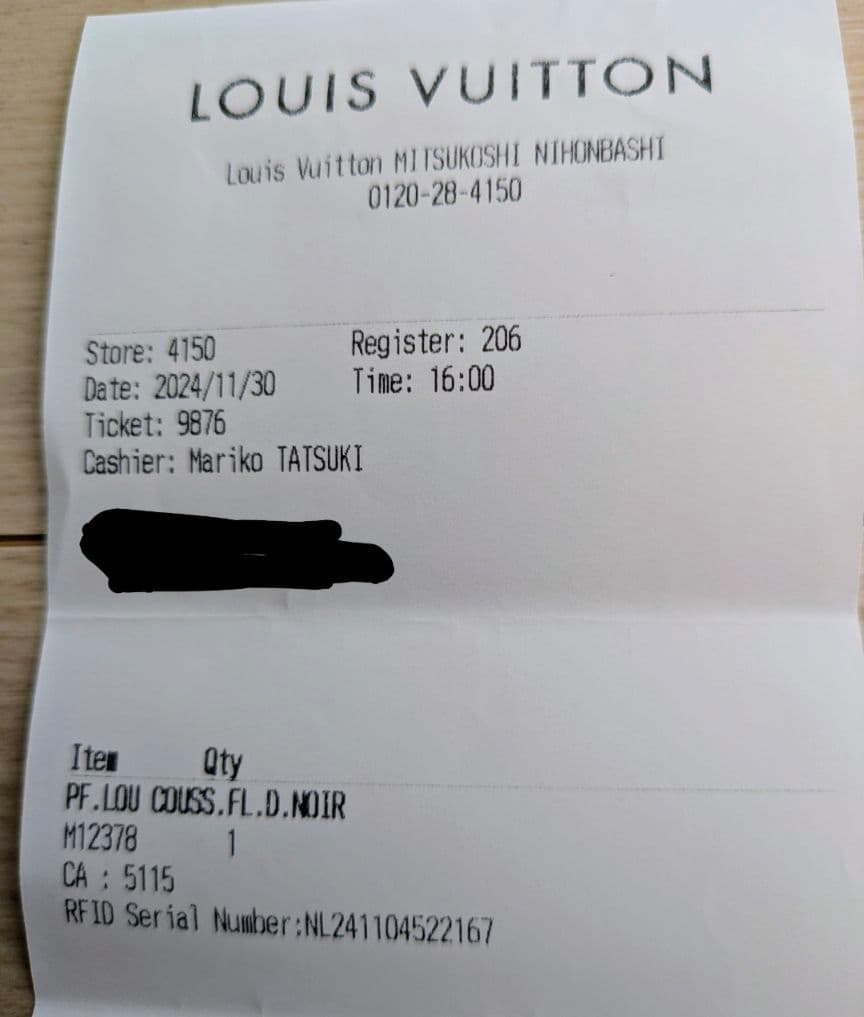 LOUIS VUITTON
Louis Vuitton MITSUKOSHI NIHONBASHI
0120-28-4150
Store: 4150 Register: 206
Date: 2024/11/30 Time: 16:00
Ticket: 9876
Cashier: Mariko TATSUKI
Item Qty
PF.LOU COUSS.FL.D.NOIR
M12378 1
CA : 5115
RFID Serial Number:NL241104522167